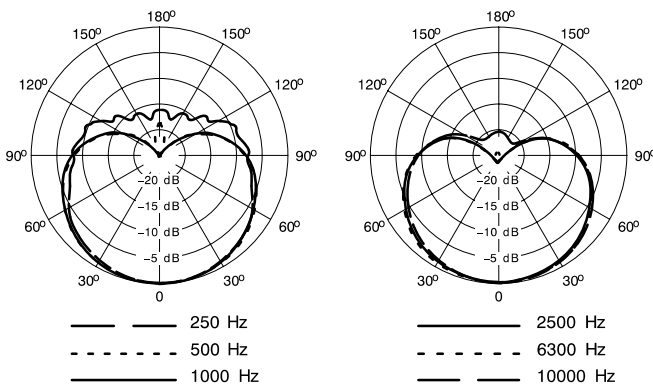 180°
150° 150°
120° 120°
90° 90°
60° 60°
30° 30°
0
–20 dB
–15 dB
–10 dB
–5 dB
250 Hz
500 Hz
1000 Hz
180°
150° 150°
120° 120°
90° 90°
60° 60°
30° 30°
0
–20 dB
–15 dB
–10 dB
–5 dB
2500 Hz
6300 Hz
10000 Hz